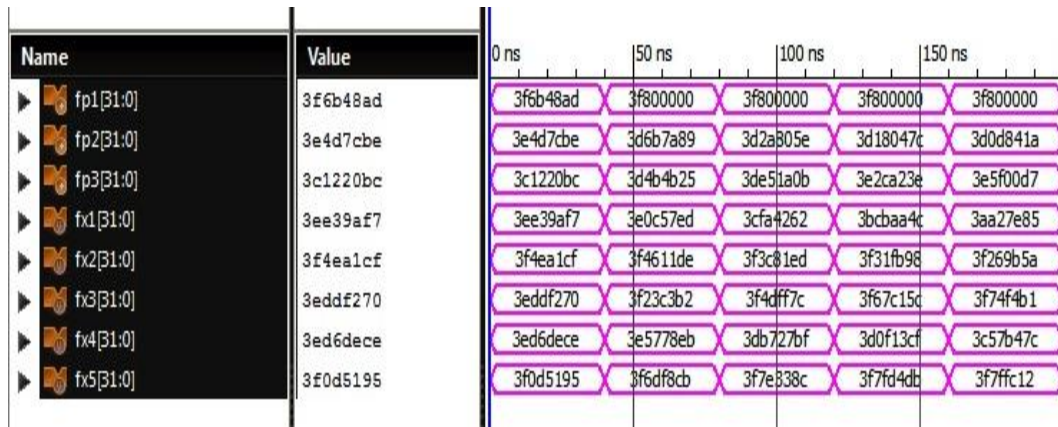 Name Value 0 ns 50 ns 100 ns 150 ns
fp1[31:0] 3f6b48ad 3f6b48ad 3f800000 3f800000 3f800000 3f800000
fp2[31:0] 3e4d7cbe 3e4d7cbe 3d6b7a89 3d2a805e 3d18047c 3d0d841a
fp3[31:0] 3c1220bc 3c1220bc 3d4b4b25 3de51a0b 3e2ca23e 3e5f00d7
fx1[31:0] 3ee39af7 3ee39af7 3e0c57ed 3cfa4262 3bcbaa4c 3aa27e85
fx2[31:0] 3f4ea1cf 3f4ea1cf 3f4611de 3f3c81ed 3f31fb98 3f269b5a
fx3[31:0] 3eddf270 3eddf270 3f23c3b2 3f4dff7c 3f67c15c 3f74f4b1
fx4[31:0] 3ed6dece 3ed6dece 3e5778eb 3db727bf 3d0f13cf 3c57b47c
fx5[31:0] 3f0d5195 3f0d5195 3f6df8cb 3f7e338c 3f7fd4db 3f7ffc12